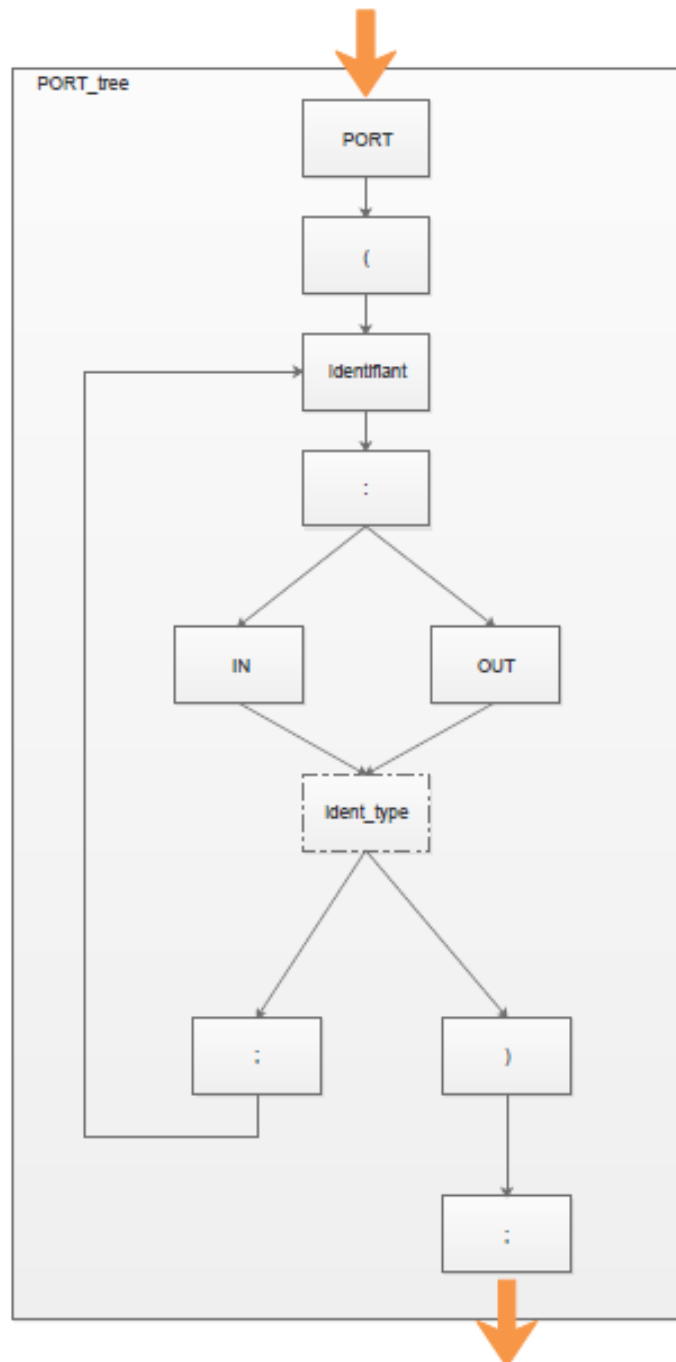 PORT_tree
PORT
(
Identifiant
:
IN
OUT
Ident_type
;
)
;